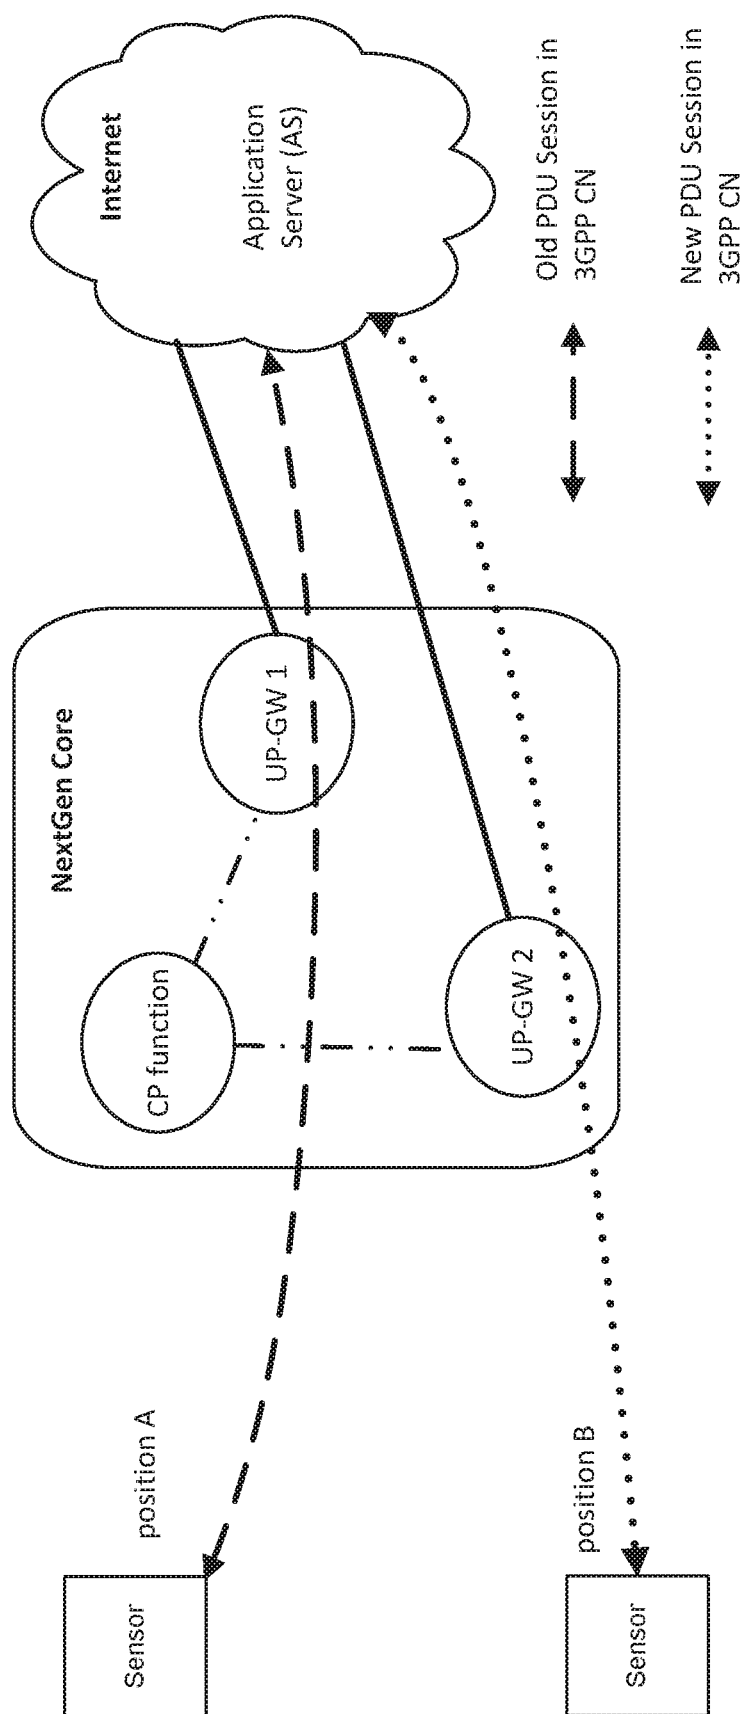 Internet
Application
Server (AS)
NextGen Core
CP function
UP-GW 1
UP-GW 2
position A
position B
Sensor
Sensor
Old PDU Session in
3GPP CN
New PDU Session in
3GPP CN